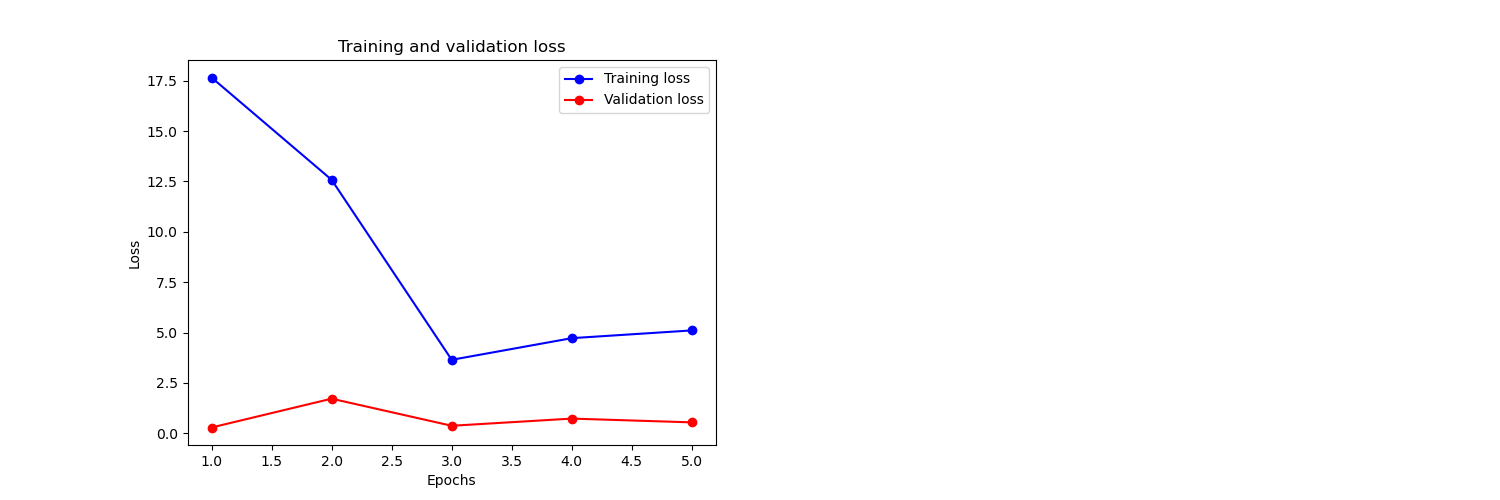 Training and validation loss
Training loss
Validation loss
17.5
15.0
12.5
10.0
7.5
5.0
2.5
0.0
Loss
1.0 1.5 2.0 2.5 3.0 3.5 4.0 4.5 5.0
Epochs